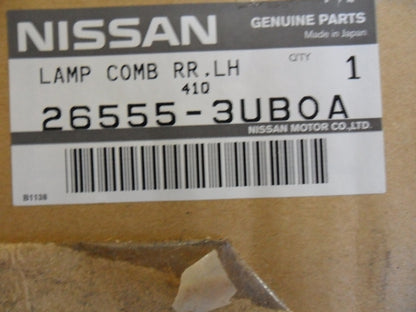 NISSAN
GENUINE PARTS
Made in Japan
LAMP COMB RR.LH
Q'TY 1
410
26555-3UB0A
NISSAN MOTOR CO.,LTD.
B1138